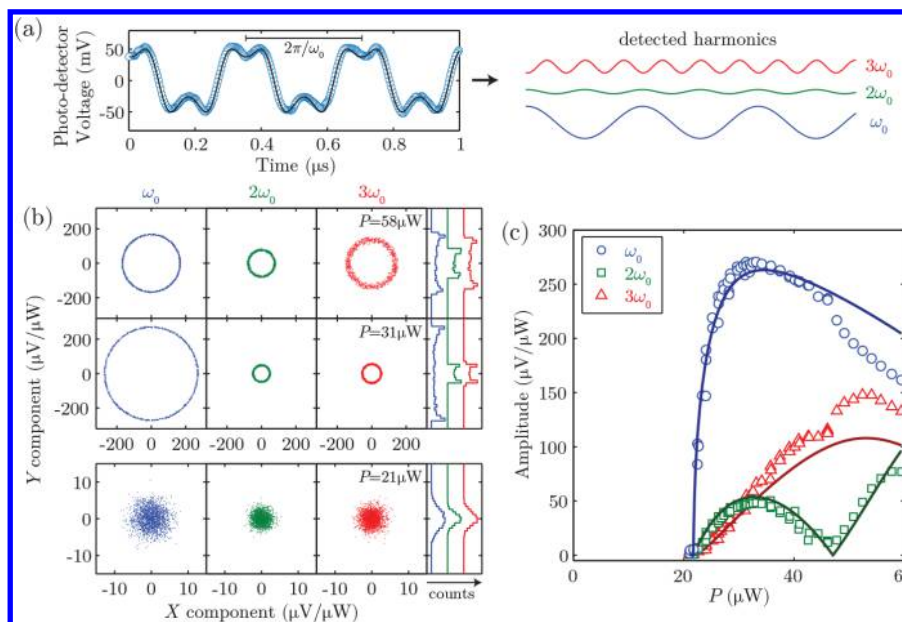 (a)
Photo-detector
Voltage (mV)
50
0
-50
2π/ω₀
0 0.2 0.4 0.6 0.8 1
Time (μs)
detected harmonics
3ω₀
2ω₀
ω₀
(b)
ω₀ 2ω₀ 3ω₀
Y component (μV/μW)
200
0
-200
P=58μW
200
0
-200
P=31μW
-200 0 200 -200 0 200 -200 0 200
10
0
-10
P=21μW
-10 0 10 -10 0 10 -10 0 10
counts
X component (μV/μW)
(c)
Amplitude (μV/μW)
300
250
200
150
100
50
0
ω₀
2ω₀
3ω₀
0 20 40 60
P (μW)